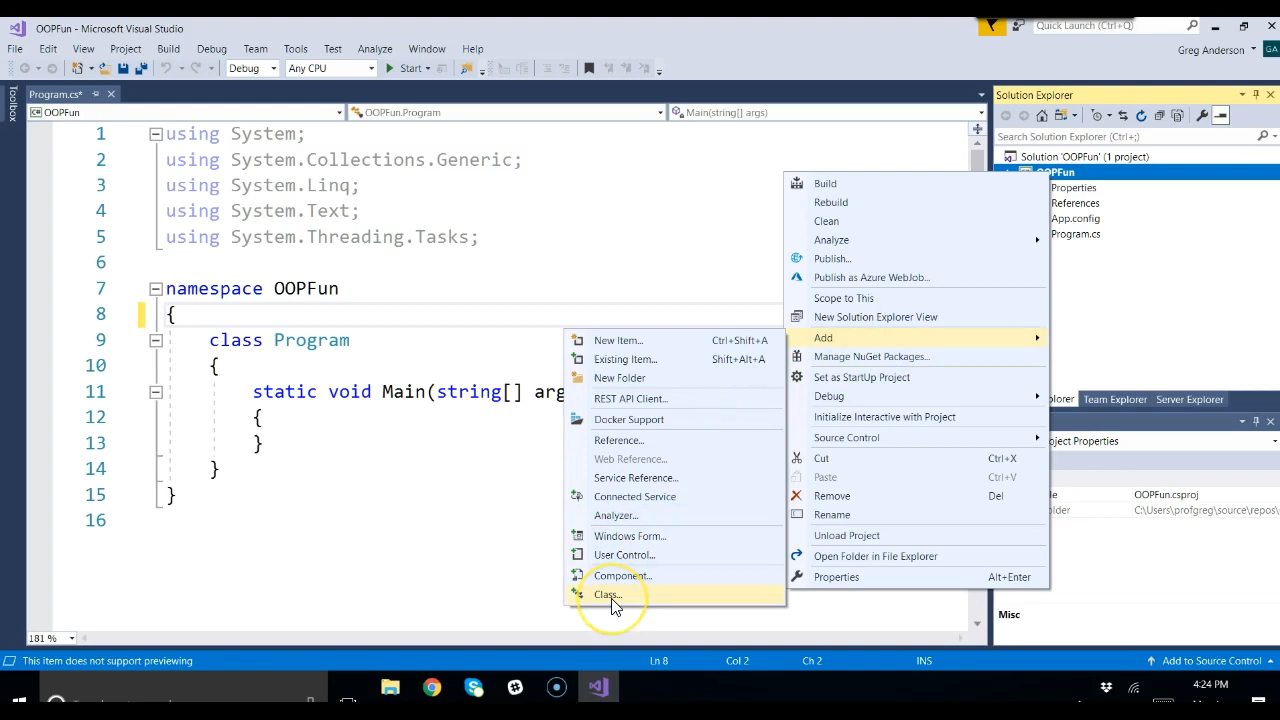 OOPFun - Microsoft Visual Studio
Quick Launch (Ctrl+Q)
File Edit View Project Build Debug Team Tools Test Analyze Window Help
Greg Anderson
GA
Debug Any CPU Start
Toolbox
Program.cs*
OOPFun OOPFun.Program Main(string[] args)
1 using System;
2 using System.Collections.Generic;
3 using System.Linq;
4 using System.Text;
5 using System.Threading.Tasks;
6
7 namespace OOPFun
8 {
9 class Program
10 {
11 static void Main(string[] arg
12 {
13 }
14 }
15 }
16
New Item... Ctrl+Shift+A
Existing Item... Shift+Alt+A
New Folder
REST API Client...
Docker Support
Reference...
Web Reference...
Service Reference...
Connected Service
Analyzer...
Windows Form...
User Control...
Component...
Class...
Build
Rebuild
Clean
Analyze
Publish...
Publish as Azure WebJob...
Scope to This
New Solution Explorer View
Add
Manage NuGet Packages...
Set as StartUp Project
Debug
Initialize Interactive with Project
Source Control
Cut Ctrl+X
Paste Ctrl+V
Remove Del
Rename
Unload Project
Open Folder in File Explorer
Properties Alt+Enter
Solution Explorer
Search Solution Explorer (Ctrl+;)
Solution 'OOPFun' (1 project)
OOPFun
Properties
References
App.config
Program.cs
Team Explorer Server Explorer
oject Properties
OOPFun.csproj
C:\Users\profgreg\source\repos\
Misc
181 %
This item does not support previewing
Ln 8 Col 2 Ch 2 INS
Add to Source Control
4:24 PM